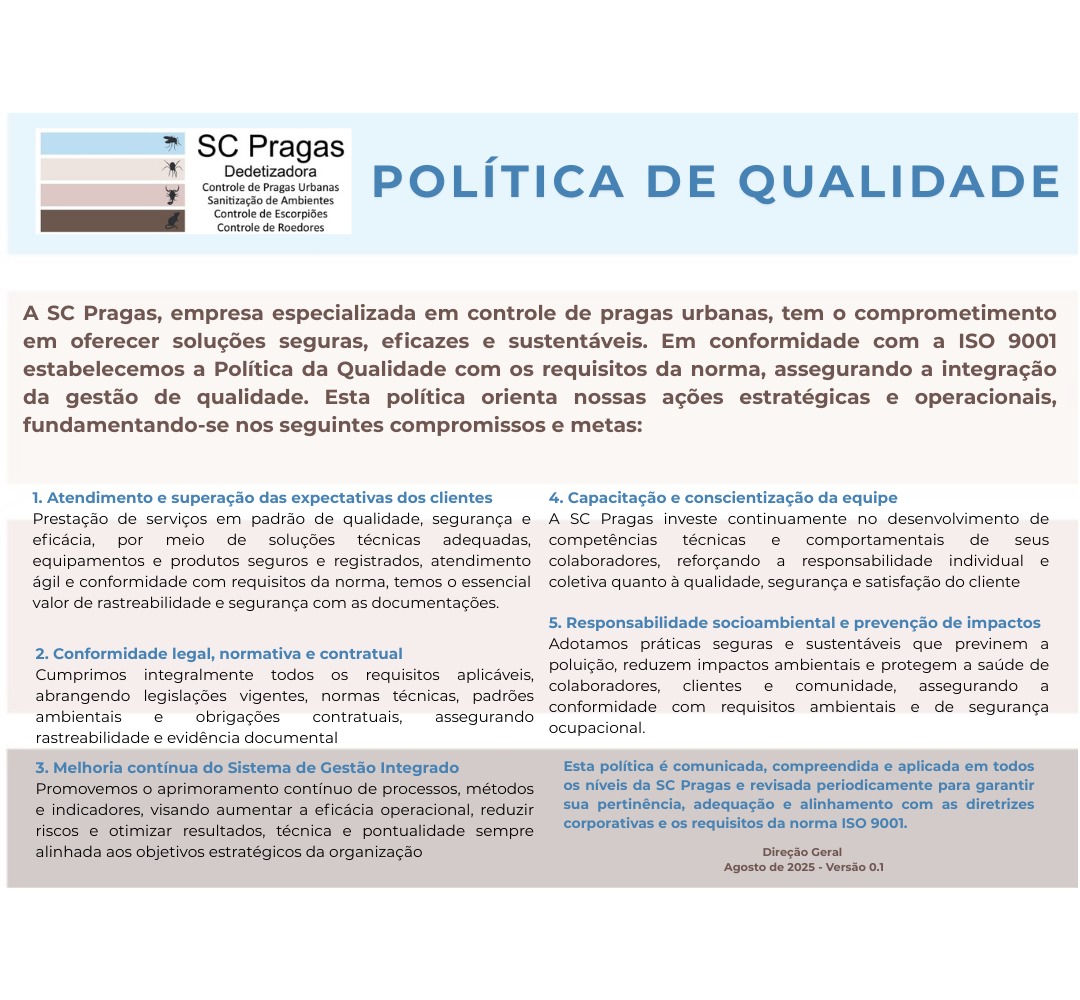 SC Pragas
Dedetizadora
Controle de Pragas Urbanas
Sanitização de Ambientes
Controle de Escorpiões
Controle de Roedores
POLÍTICA DE QUALIDADE
A SC Pragas, empresa especializada em controle de pragas urbanas, tem o comprometimento
em oferecer soluções seguras, eficazes e sustentáveis. Em conformidade com a ISO 9001
estabelecemos a Política da Qualidade com os requisitos da norma, assegurando a integração
da gestão de qualidade. Esta política orienta nossas ações estratégicas e operacionais,
fundamentando-se nos seguintes compromissos e metas:
1. Atendimento e superação das expectativas dos clientes
Prestação de serviços em padrão de qualidade, segurança e
eficácia, por meio de soluções técnicas adequadas,
equipamentos e produtos seguros e registrados, atendimento
ágil e conformidade com requisitos da norma, temos o essencial
valor de rastreabilidade e segurança com as documentações.
2. Conformidade legal, normativa e contratual
Cumprimos integralmente todos os requisitos aplicáveis,
abrangendo legislações vigentes, normas técnicas, padrões
ambientais e obrigações contratuais, assegurando
rastreabilidade e evidência documental
3. Melhoria contínua do Sistema de Gestão Integrado
Promovemos o aprimoramento contínuo de processos, métodos
e indicadores, visando aumentar a eficácia operacional, reduzir
riscos e otimizar resultados, técnica e pontualidade sempre
alinhada aos objetivos estratégicos da organização
4. Capacitação e conscientização da equipe
A SC Pragas investe continuamente no desenvolvimento de
competências técnicas e comportamentais de seus
colaboradores, reforçando a responsabilidade individual e
coletiva quanto à qualidade, segurança e satisfação do cliente
5. Responsabilidade socioambiental e prevenção de impactos
Adotamos práticas seguras e sustentáveis que previnem a
poluição, reduzem impactos ambientais e protegem a saúde de
colaboradores, clientes e comunidade, assegurando a
conformidade com requisitos ambientais e de segurança
ocupacional.
Esta política é comunicada, compreendida e aplicada em todos
os níveis da SC Pragas e revisada periodicamente para garantir
sua pertinência, adequação e alinhamento com as diretrizes
corporativas e os requisitos da norma ISO 9001.
Direção Geral
Agosto de 2025 - Versão 0.1